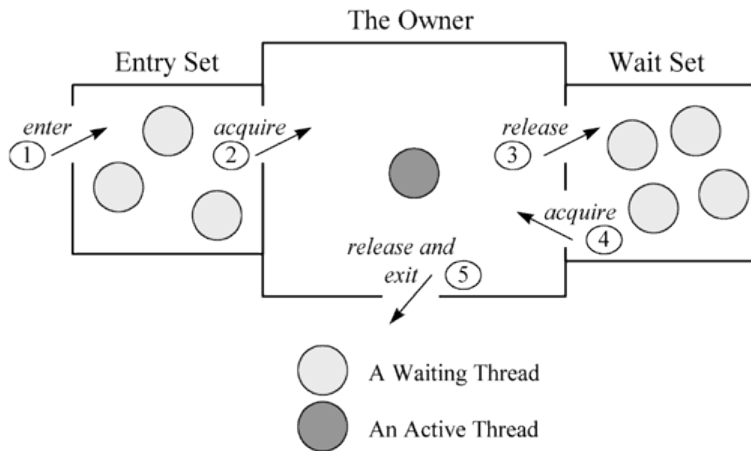 The Owner
Entry Set
Wait Set
enter
1
acquire
2
release
3
acquire
4
release and
exit
5
A Waiting Thread
An Active Thread